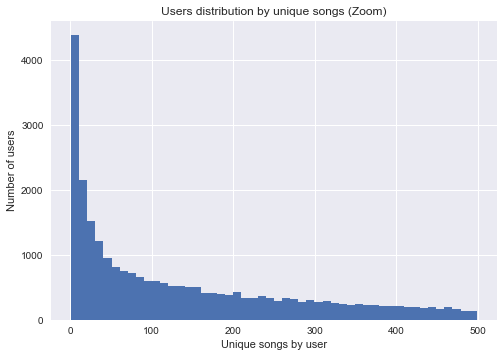 Users distribution by unique songs (Zoom)
Number of users
4000
3000
2000
1000
0
0 100 200 300 400 500
Unique songs by user